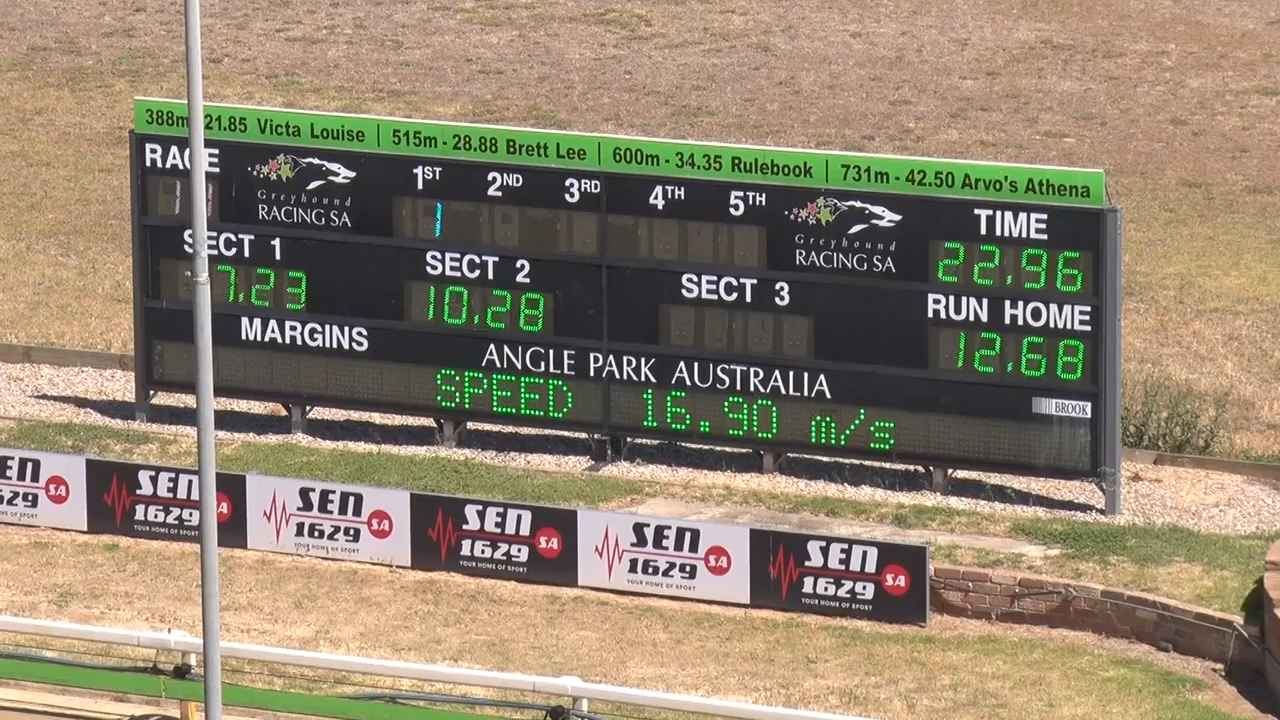 388m 21.85 Victa Louise | 515m - 28.88 Brett Lee | 600m - 34.35 Rulebook | 731m - 42.50 Arvo's Athena
RACE
Greyhound
RACING SA
1ST 2ND 3RD 4TH 5TH
1
Greyhound
RACING SA
TIME
22.96
SECT 1
7.23
SECT 2
10.28
SECT 3
RUN HOME
12.68
MARGINS
ANGLE PARK AUSTRALIA
SPEED 16.90 m/s
BROOK
EN
629 SA
SEN
1629 A
YOUR HOME OF SPORT
SEN
1629 SA
YOUR HOME OF SPORT
SEN
1629 SA
YOUR HOME OF SPORT
SEN
1629 SA
YOUR HOME OF SPORT
SEN
1629 SA
YOUR HOME OF SPORT